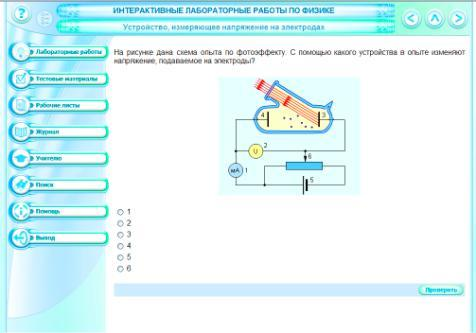 ИНТЕРАКТИВНЫЕ ЛАБОРАТОРНЫЕ РАБОТЫ ПО ФИЗИКЕ
Устройство, измеряющее напряжение на электродах
?
Лабораторные работы
Тестовые материалы
Рабочие листы
Журнал
Учителю
Поиск
Помощь
Выход
На рисунке дана схема опыта по фотоэффекту. С помощью какого устройства в опыте изменяют
напряжение, подаваемое на электроды?
4
3
U
2
мА
1
6
5
1
2
3
4
5
6
Проверить